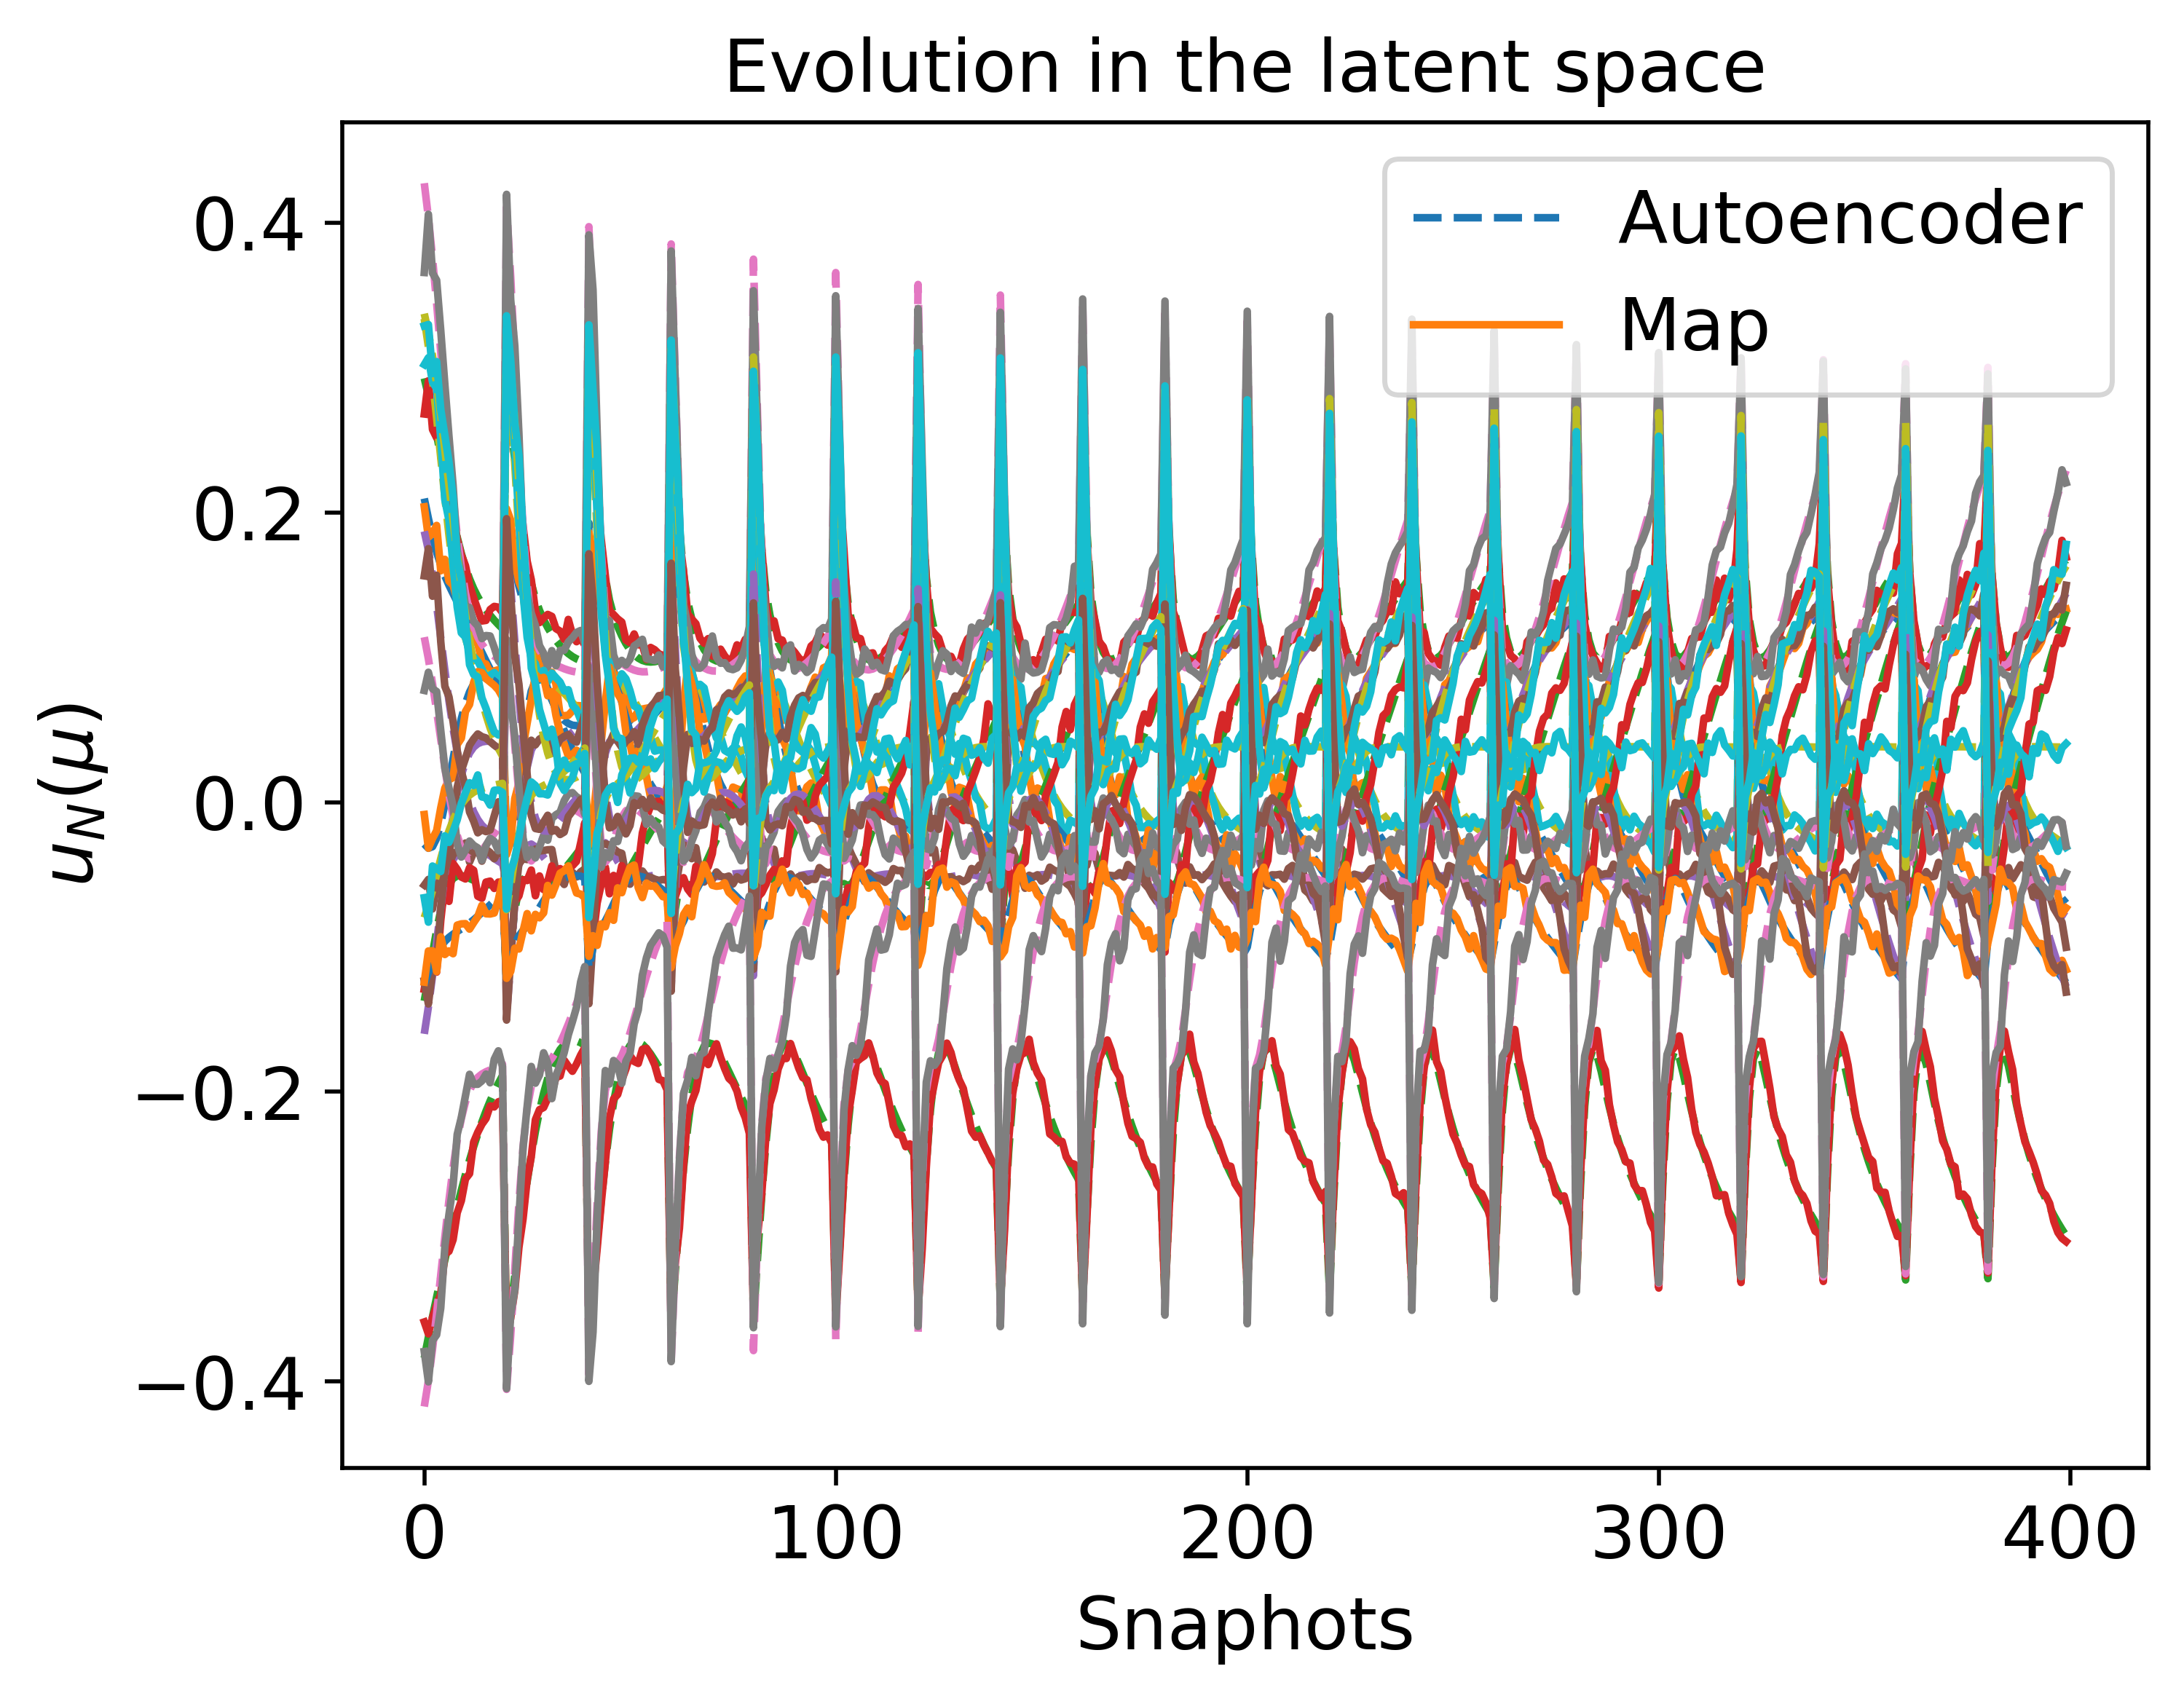 Evolution in the latent space
Autoencoder
Map
0.4
0.2
0.0
−0.2
−0.4
u_N(μ)
0
100
200
300
400
Snaphots